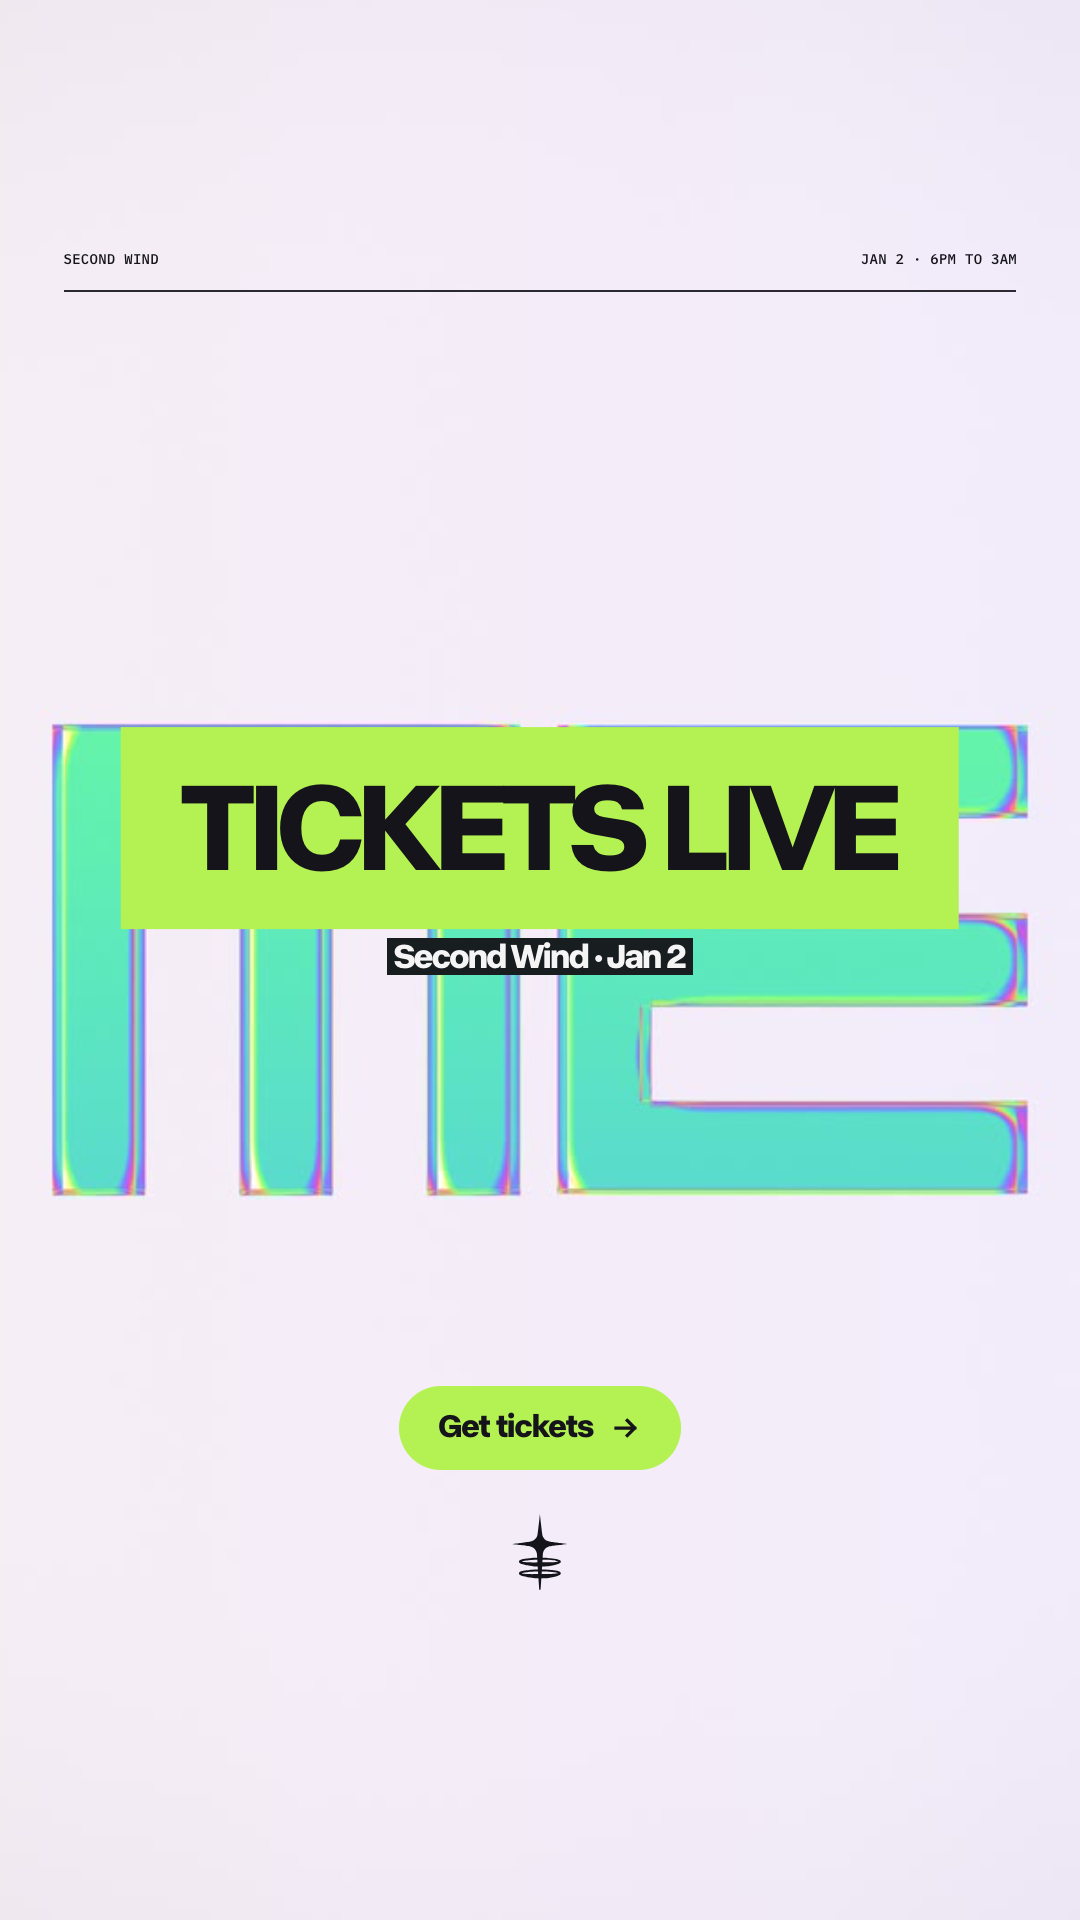 SECOND WIND
JAN 2 · 6PM TO 3AM
TICKETS LIVE
Second Wind · Jan 2
Get tickets →